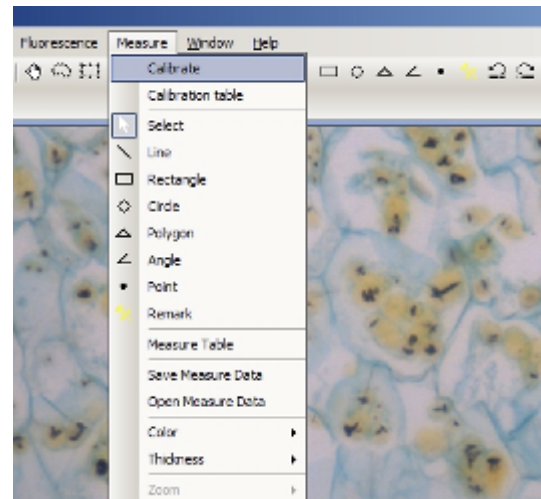 Fluorescence Measure Window Help
Calibrate
Calibration table
Select
Line
Rectangle
Circle
Polygon
Angle
Point
Remark
Measure Table
Save Measure Data
Open Measure Data
Color
Thickness
Zoom